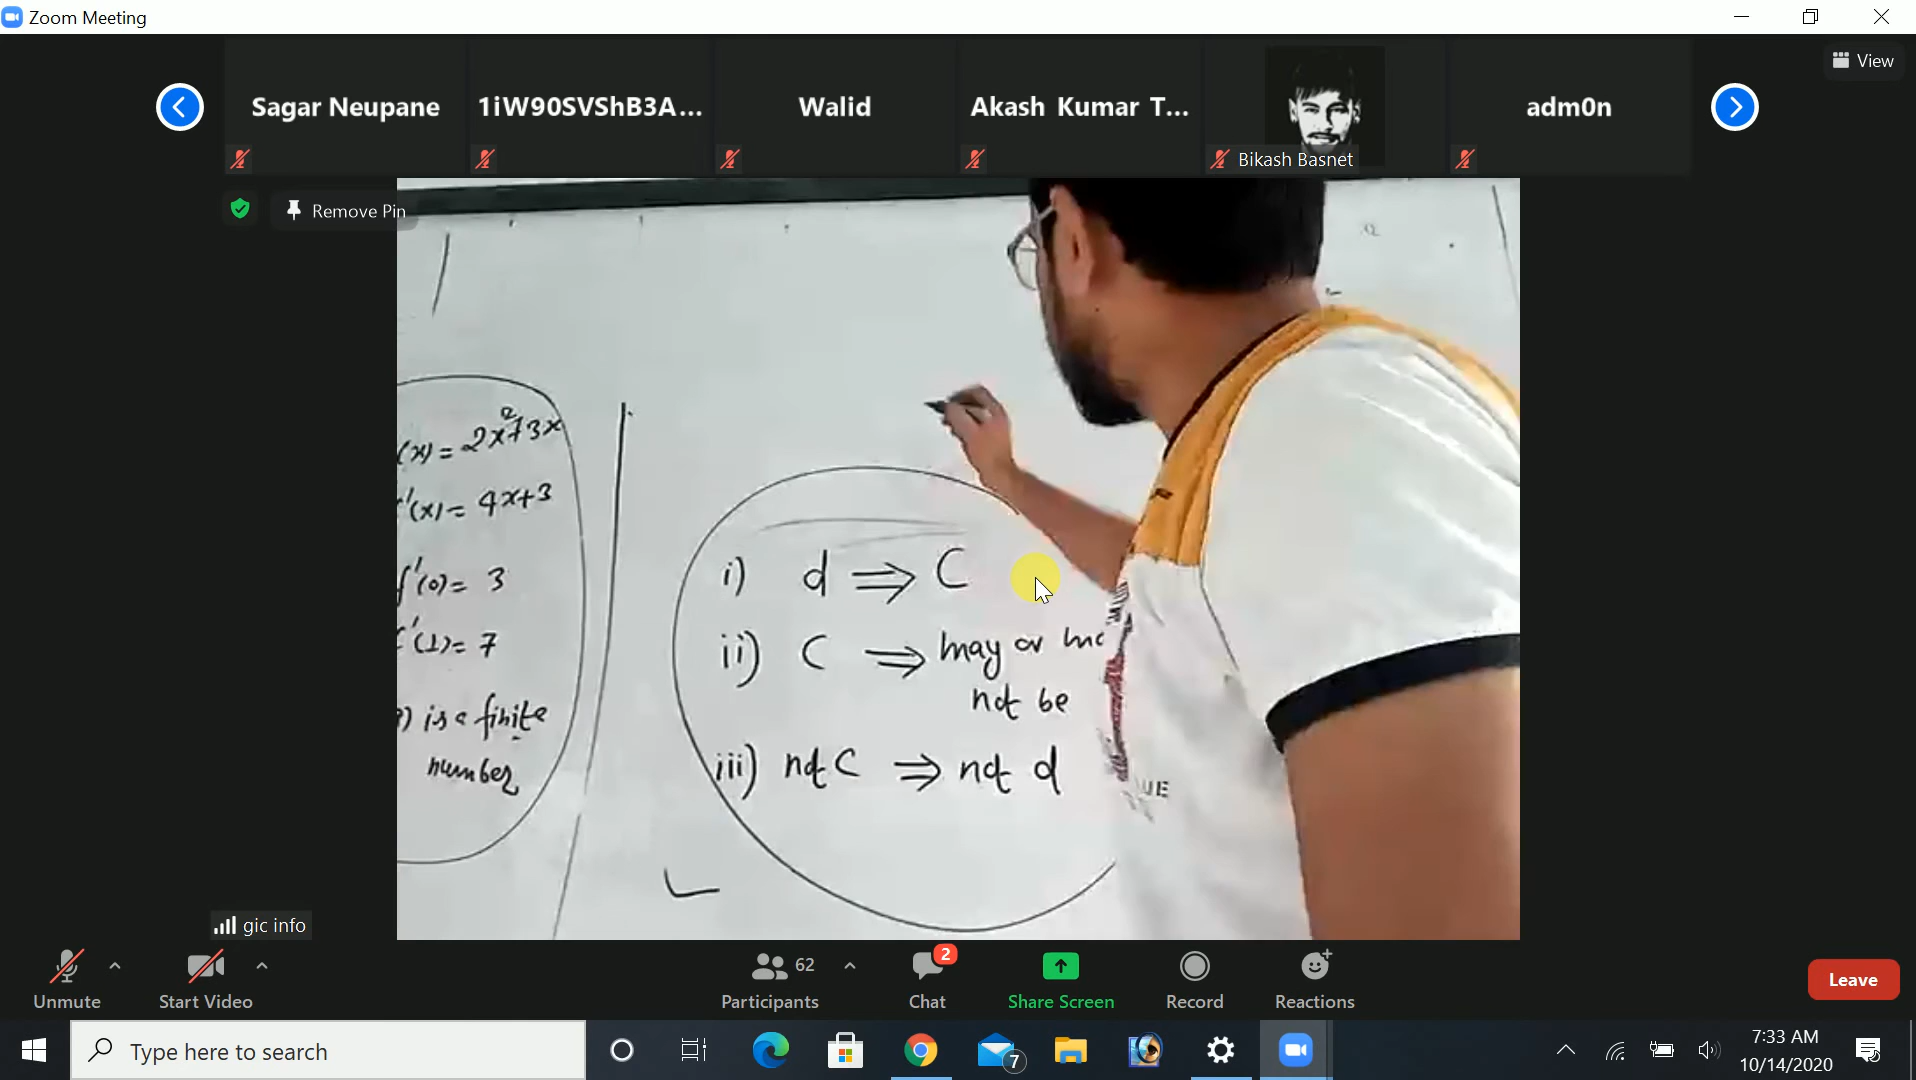 Zoom Meeting
View
Sagar Neupane
1iW90SVShB3A...
Walid
Akash Kumar T...
Bikash Basnet
adm0n
Remove Pin
(x) = 2x²+3x
'(x) = 4x+3
f'(0) = 3
'(1) = 7
) is a finite
number
i) d ⇒ C
ii) C ⇒ may or
not be
iii) not C ⇒ not d
UE
gic info
Unmute
Start Video
62
Participants
2
Chat
Share Screen
Record
Reactions
Leave
Type here to search
7
7:33 AM
10/14/2020